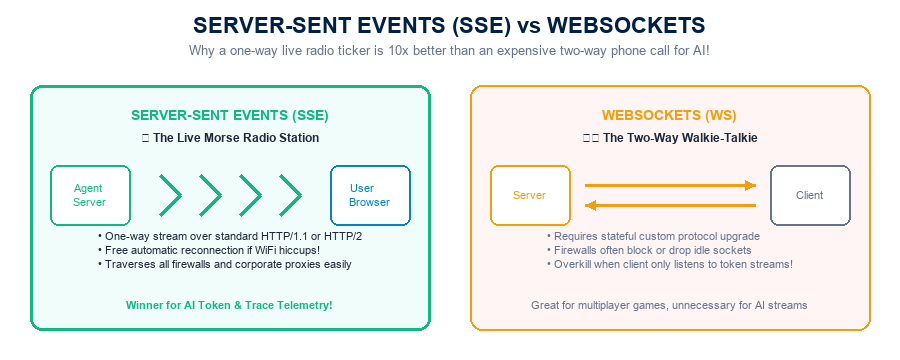 SERVER-SENT EVENTS (SSE) vs WEBSOCKETS
Why a one-way live radio ticker is 10x better than an expensive two-way phone call for AI!
SERVER-SENT EVENTS (SSE)
□ The Live Morse Radio Station
Agent
Server
User
Browser
• One-way stream over standard HTTP/1.1 or HTTP/2
• Free automatic reconnection if WiFi hiccups!
• Traverses all firewalls and corporate proxies easily
Winner for AI Token & Trace Telemetry!
WEBSOCKETS (WS)
□□ The Two-Way Walkie-Talkie
Server
Client
• Requires stateful custom protocol upgrade
• Firewalls often block or drop idle sockets
• Overkill when client only listens to token streams!
Great for multiplayer games, unnecessary for AI streams